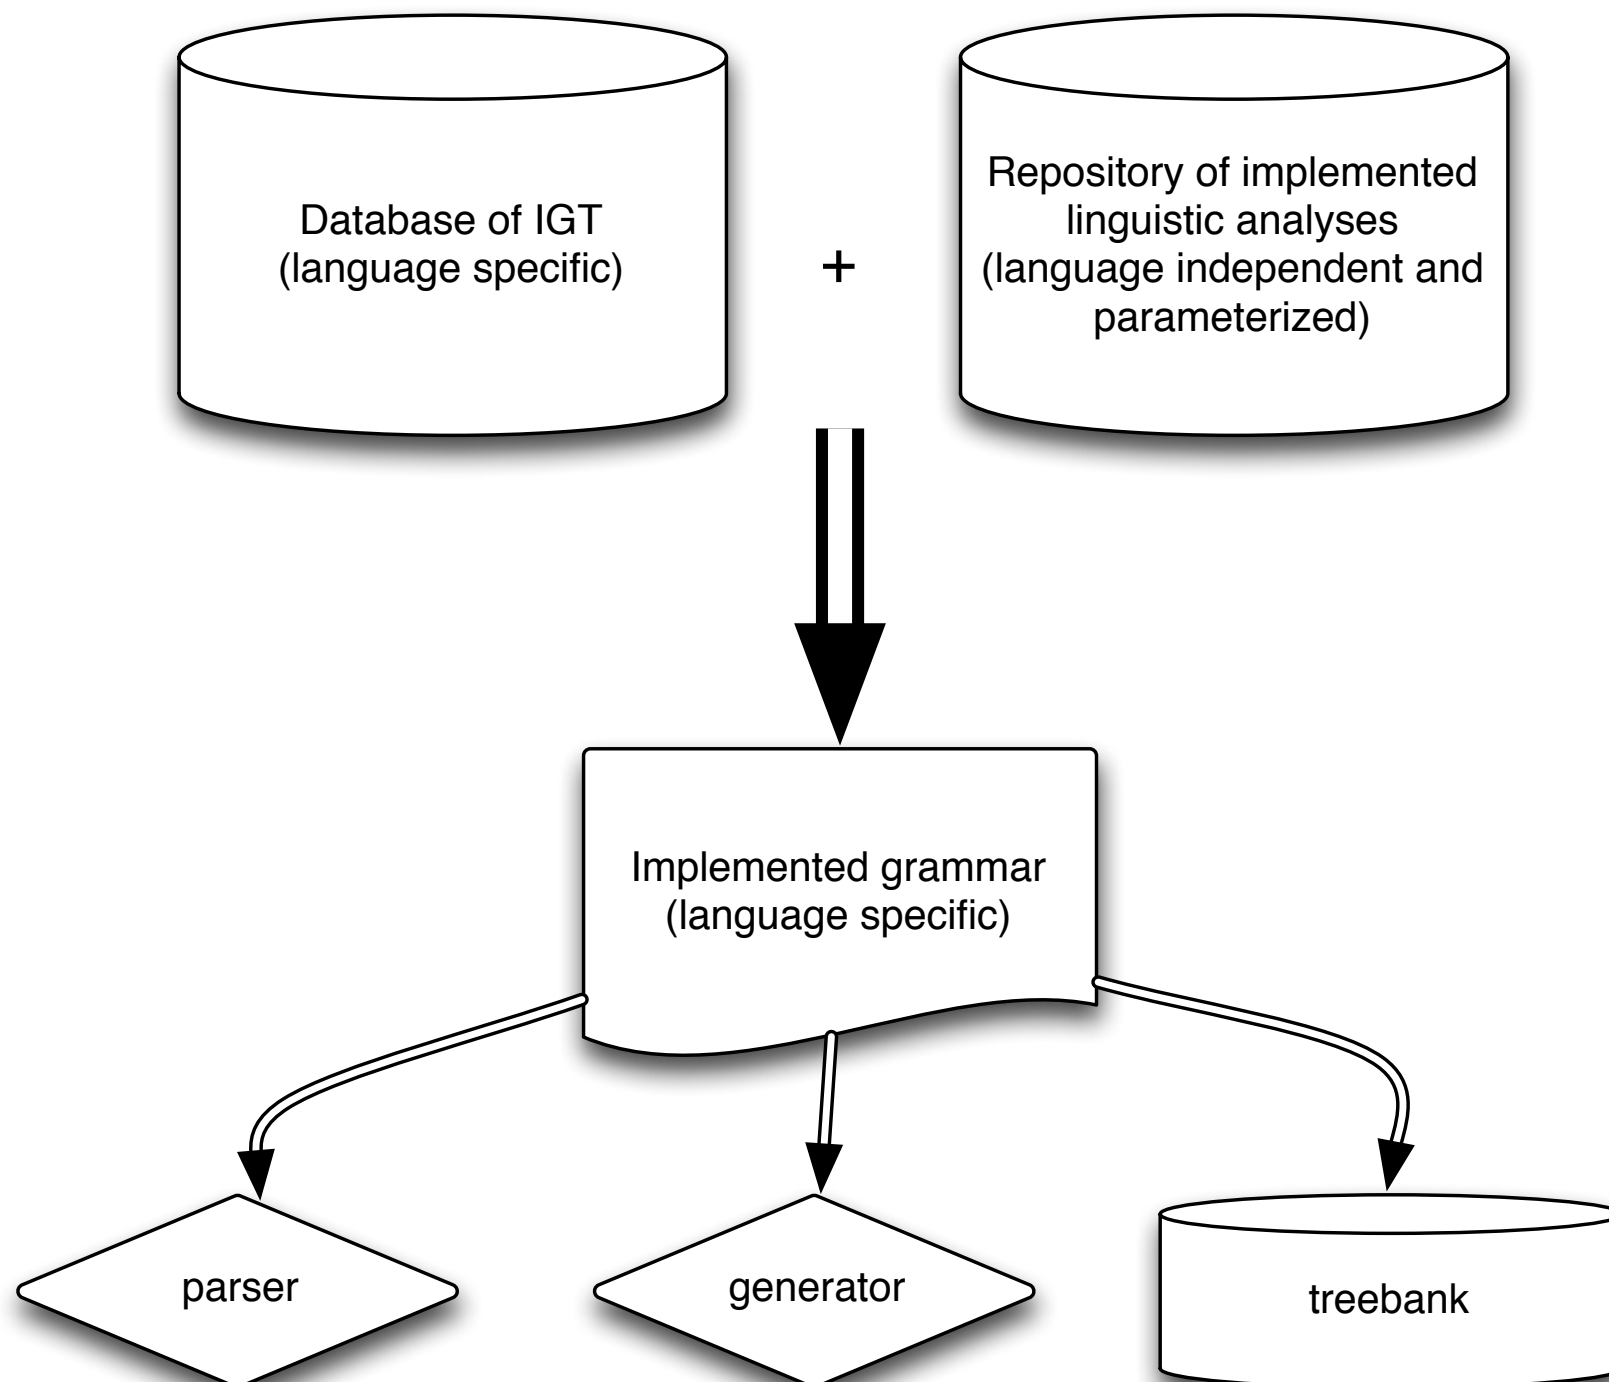 Database of IGT
(language specific)
+
Repository of implemented
linguistic analyses
(language independent and
parameterized)
Implemented grammar
(language specific)
parser
generator
treebank